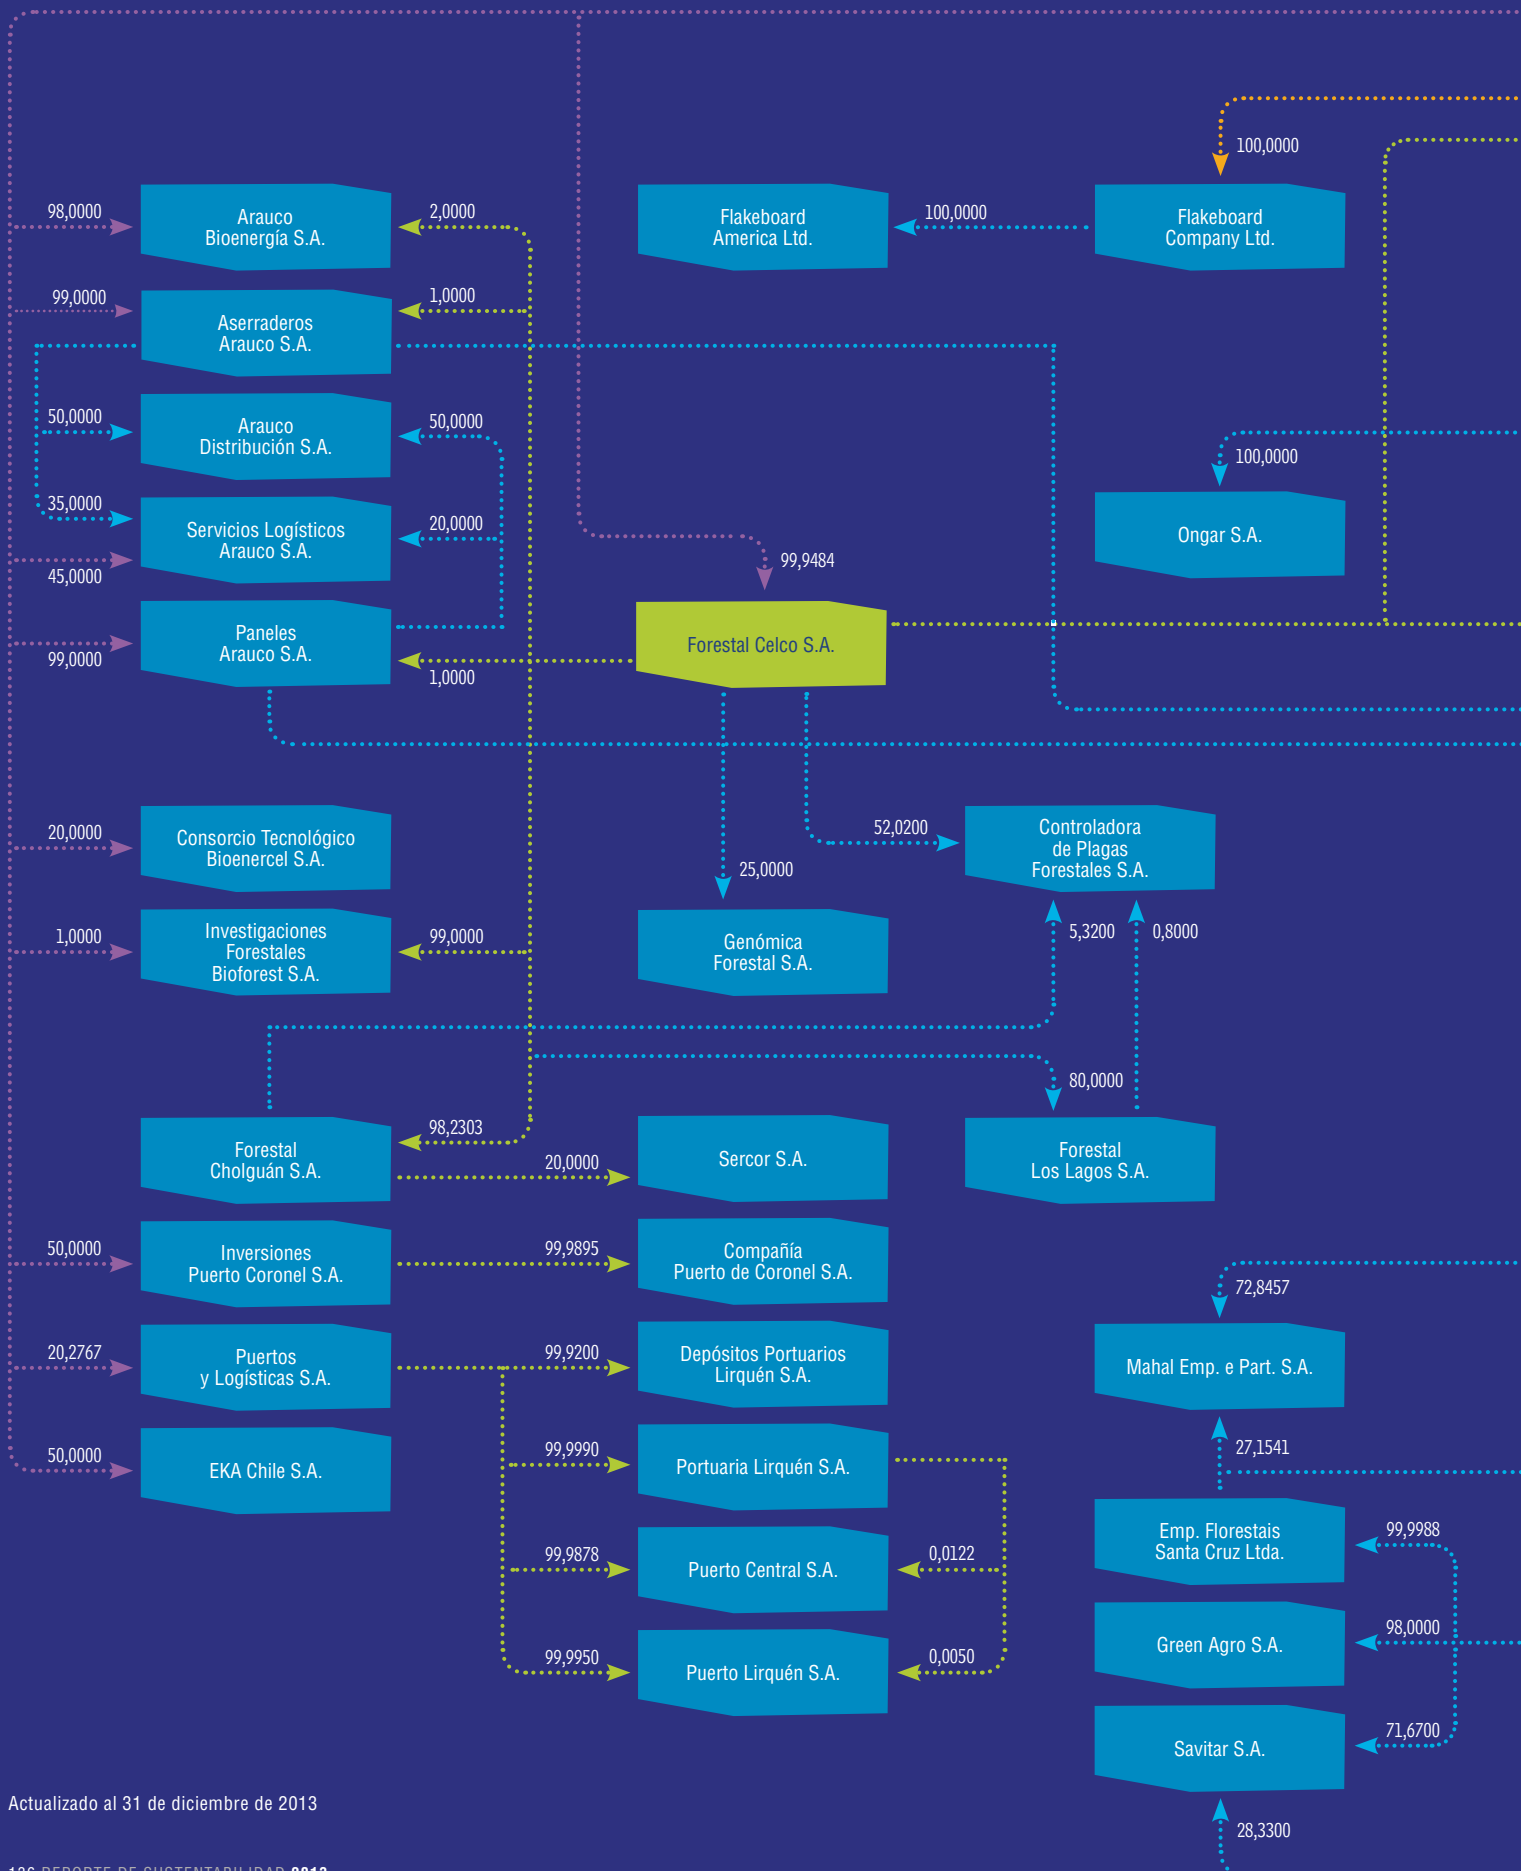 100,0000
98,0000
Arauco
Bioenergía S.A.
2,0000
Flakeboard
America Ltd.
100,0000
Flakeboard
Company Ltd.
99,0000
Aserraderos
Arauco S.A.
1,0000
50,0000
Arauco
Distribución S.A.
50,0000
100,0000
Ongar S.A.
35,0000
Servicios Logísticos
Arauco S.A.
20,0000
45,0000
99,9484
Paneles
Arauco S.A.
99,0000
1,0000
Forestal Celco S.A.
20,0000
Consorcio Tecnológico
Bioenercel S.A.
52,0200
Controladora
de Plagas
Forestales S.A.
25,0000
1,0000
Investigaciones
Forestales
Bioforest S.A.
99,0000
Genómica
Forestal S.A.
5,3200
0,8000
80,0000
Forestal
Cholguán S.A.
98,2303
20,0000
Sercor S.A.
Forestal
Los Lagos S.A.
50,0000
Inversiones
Puerto Coronel S.A.
99,9895
Compañía
Puerto de Coronel S.A.
72,8457
20,2767
Puertos
y Logísticas S.A.
99,9200
Depósitos Portuarios
Lirquén S.A.
Mahal Emp. e Part. S.A.
50,0000
EKA Chile S.A.
99,9990
Portuaria Lirquén S.A.
27,1541
99,9878
Puerto Central S.A.
0,0122
Emp. Florestais
Santa Cruz Ltda.
99,9988
99,9950
Puerto Lirquén S.A.
0,0050
Green Agro S.A.
98,0000
Savitar S.A.
71,6700
28,3300
Actualizado al 31 de diciembre de 2013
136 REPORTE DE SUSTENTABILIDAD 2013